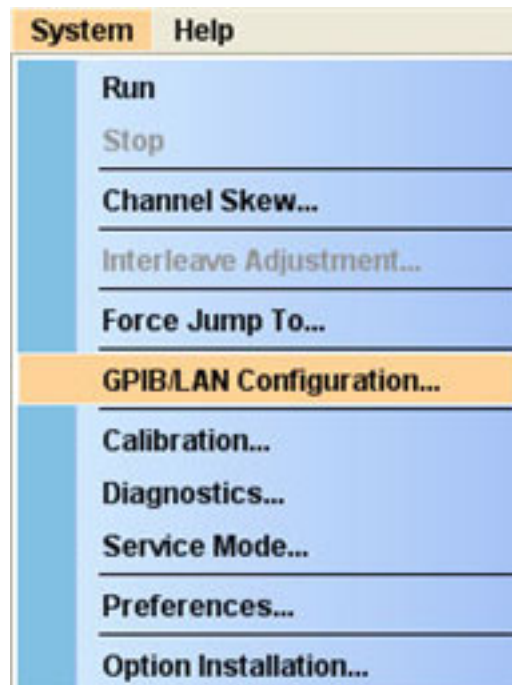 System Help
Run
Stop
Channel Skew...
Interleave Adjustment...
Force Jump To...
GPIB/LAN Configuration...
Calibration...
Diagnostics...
Service Mode...
Preferences...
Option Installation...